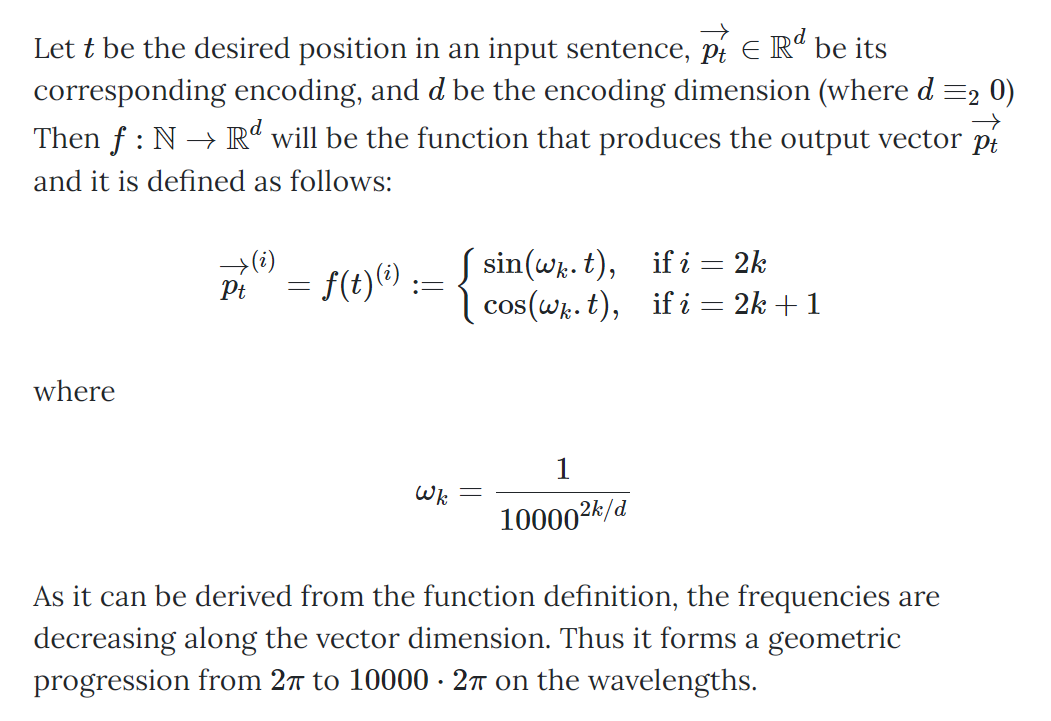 Let t be the desired position in an input sentence, $\overrightarrow{p_t} \in \mathbb{R}^d$ be its
corresponding encoding, and d be the encoding dimension (where $d \equiv_2 0$)
Then $f : \mathbb{N} \to \mathbb{R}^d$ will be the function that produces the output vector $\overrightarrow{p_t}$
and it is defined as follows:
$\overrightarrow{p_t}^{(i)} = f(t)^{(i)} := \begin{cases} \sin(\omega_k . t), & \text{if } i = 2k \\ \cos(\omega_k . t), & \text{if } i = 2k + 1 \end{cases}$
where
$\omega_k = \frac{1}{10000^{2k/d}}$
As it can be derived from the function definition, the frequencies are
decreasing along the vector dimension. Thus it forms a geometric
progression from $2\pi$ to $10000 \cdot 2\pi$ on the wavelengths.